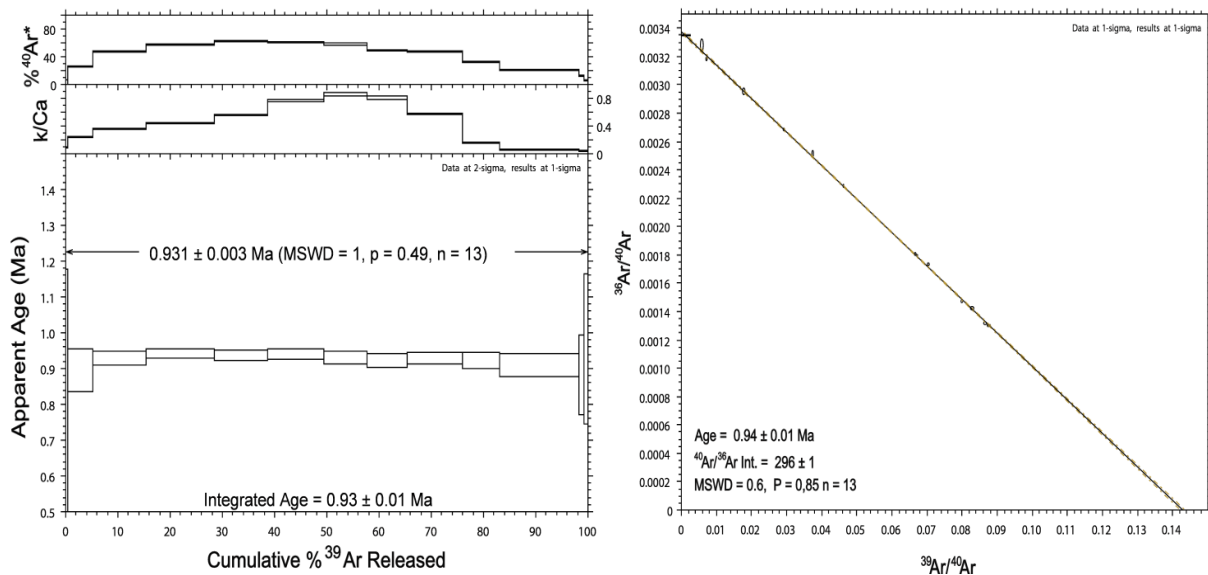 % ⁴⁰Ar*
80
40
0
k/Ca
0.8
0.4
0
Data at 2-sigma, results at 1-sigma
Apparent Age (Ma)
1.4
1.3
1.2
1.1
1.0
0.9
0.8
0.7
0.6
0.5
0.931 ± 0.003 Ma (MSWD = 1, p = 0.49, n = 13)
Integrated Age = 0.93 ± 0.01 Ma
0 10 20 30 40 50 60 70 80 90 100
Cumulative % ³⁹Ar Released
Data at 1-sigma, results at 1-sigma
³⁶Ar/⁴⁰Ar
0.0034
0.0032
0.0030
0.0028
0.0026
0.0024
0.0022
0.0020
0.0018
0.0016
0.0014
0.0012
0.0010
0.0008
0.0006
0.0004
0.0002
0
Age = 0.94 ± 0.01 Ma
⁴⁰Ar/³⁶Ar Int. = 296 ± 1
MSWD = 0.6, P = 0,85 n = 13
0 0.01 0.02 0.03 0.04 0.05 0.06 0.07 0.08 0.09 0.10 0.11 0.12 0.13 0.14
³⁹Ar/⁴⁰Ar